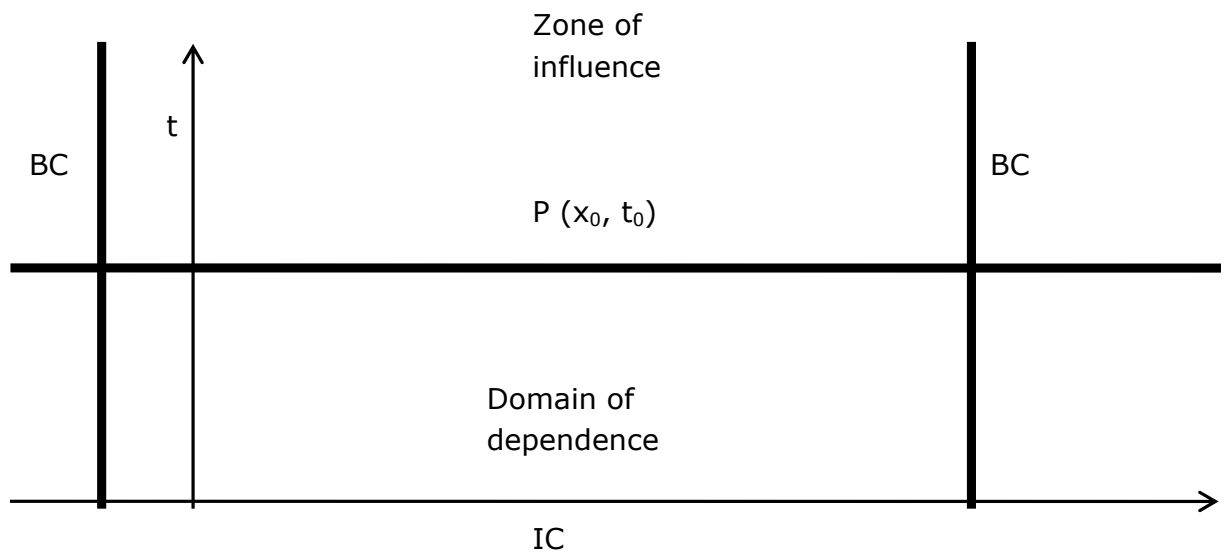 Zone of
influence
t
BC
BC
P (x₀, t₀)
Domain of
dependence
IC